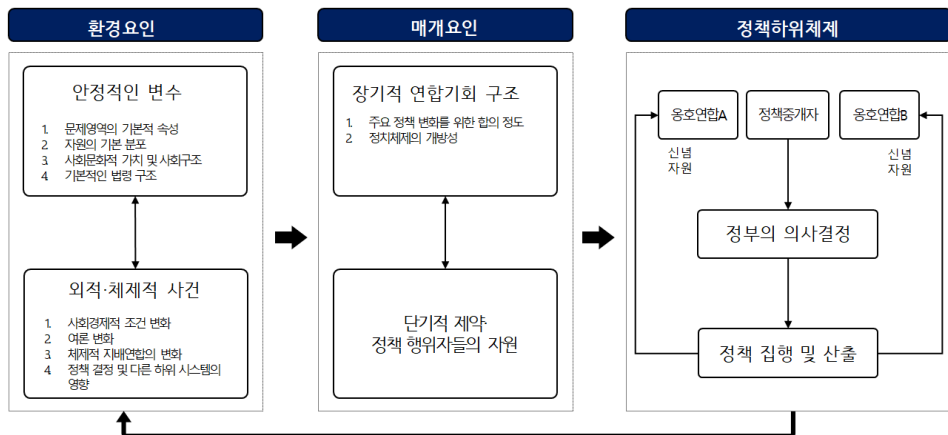 환경요인
안정적인 변수
1. 문제영역의 기본적 속성
2. 자원의 기본 분포
3. 사회문화적 가치 및 사회구조
4. 기본적인 법령 구조
외적·체제적 사건
1. 사회경제적 조건 변화
2. 여론 변화
3. 체제적 지배연합의 변화
4. 정책 결정 및 다른 하위 시스템의
영향
매개요인
장기적 연합기회 구조
1. 주요 정책 변화를 위한 합의 정도
2. 정치체제의 개방성
단기적 제약·
정책 행위자들의 자원
정책하위체제
옹호연합A
정책중개자
옹호연합B
신념
자원
신념
자원
정부의 의사결정
정책 집행 및 산출